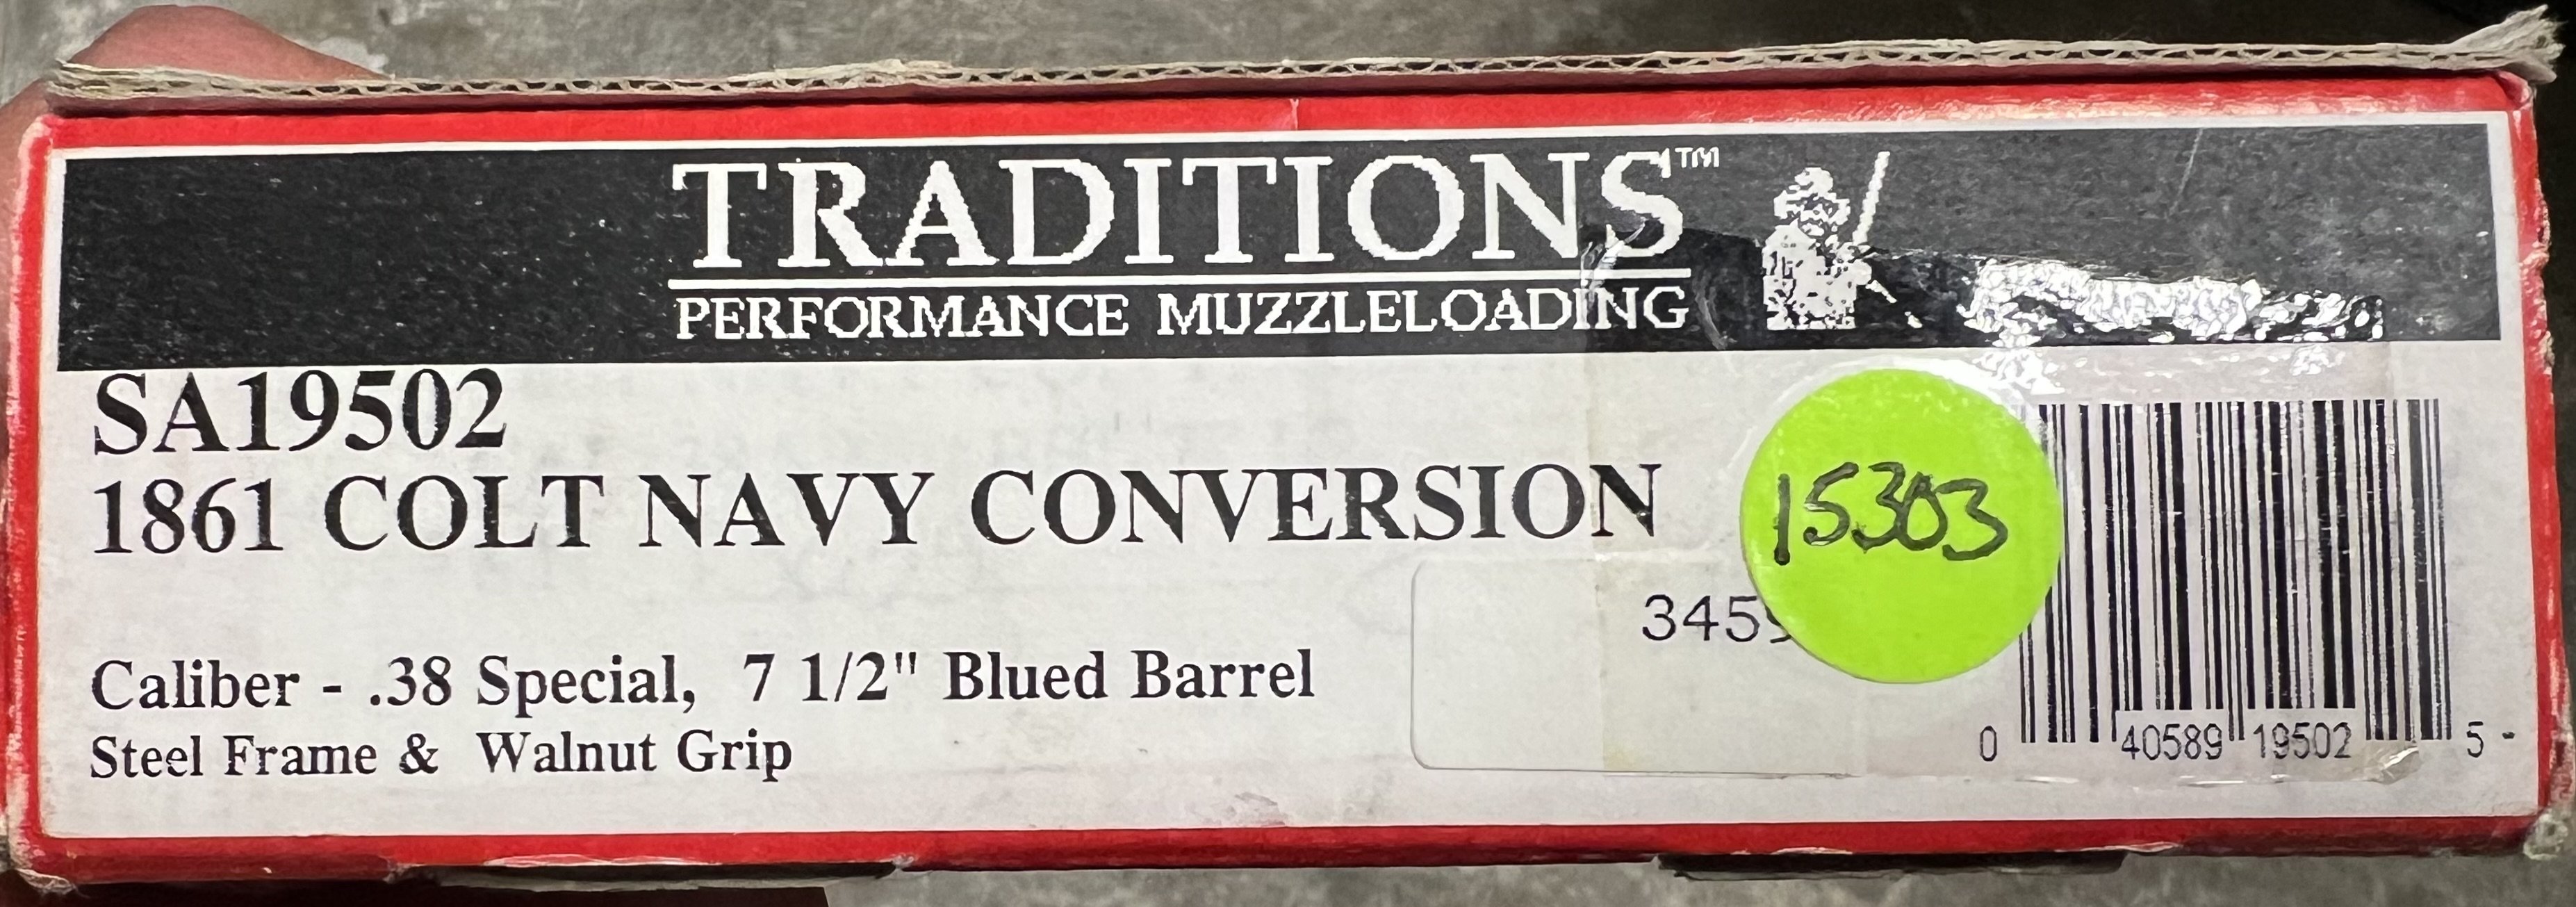 TRADITIONS™
PERFORMANCE MUZZLELOADING
SA19502
1861 COLT NAVY CONVERSION
15303
345
Caliber - .38 Special, 7 1/2" Blued Barrel
Steel Frame & Walnut Grip
0 40589 19502 5 -